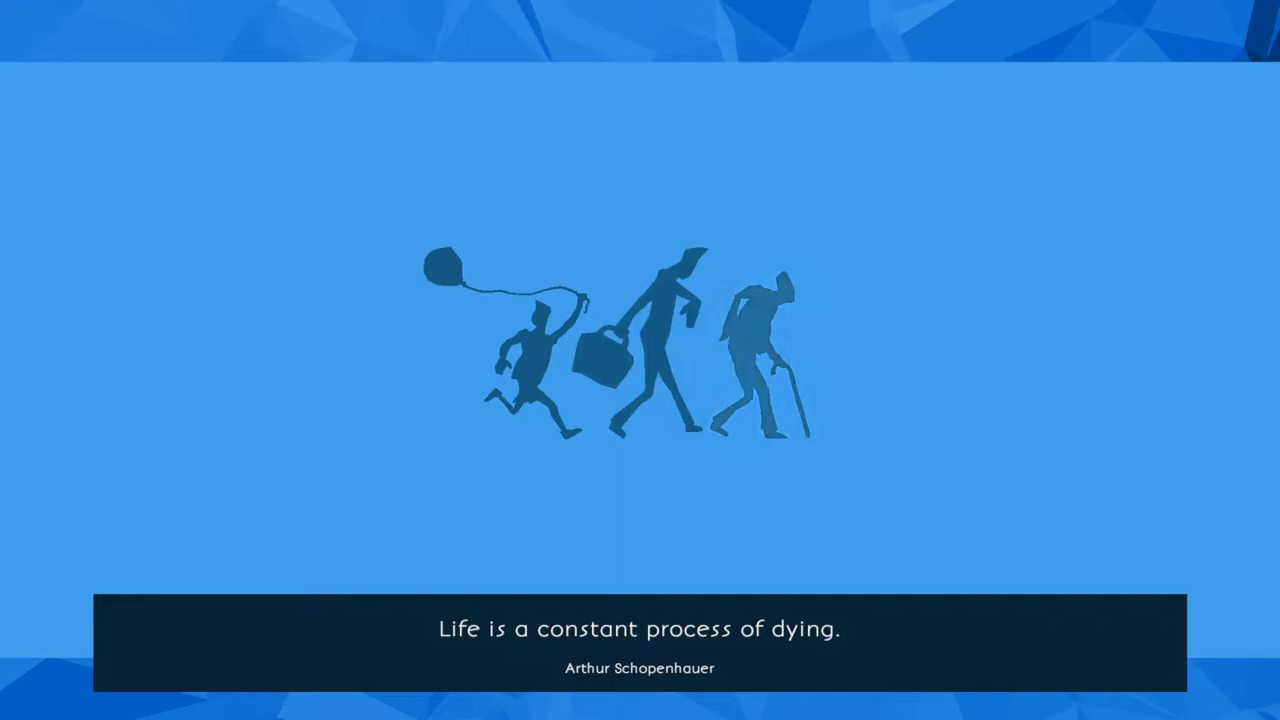 Life is a constant process of dying.
Arthur Schopenhauer